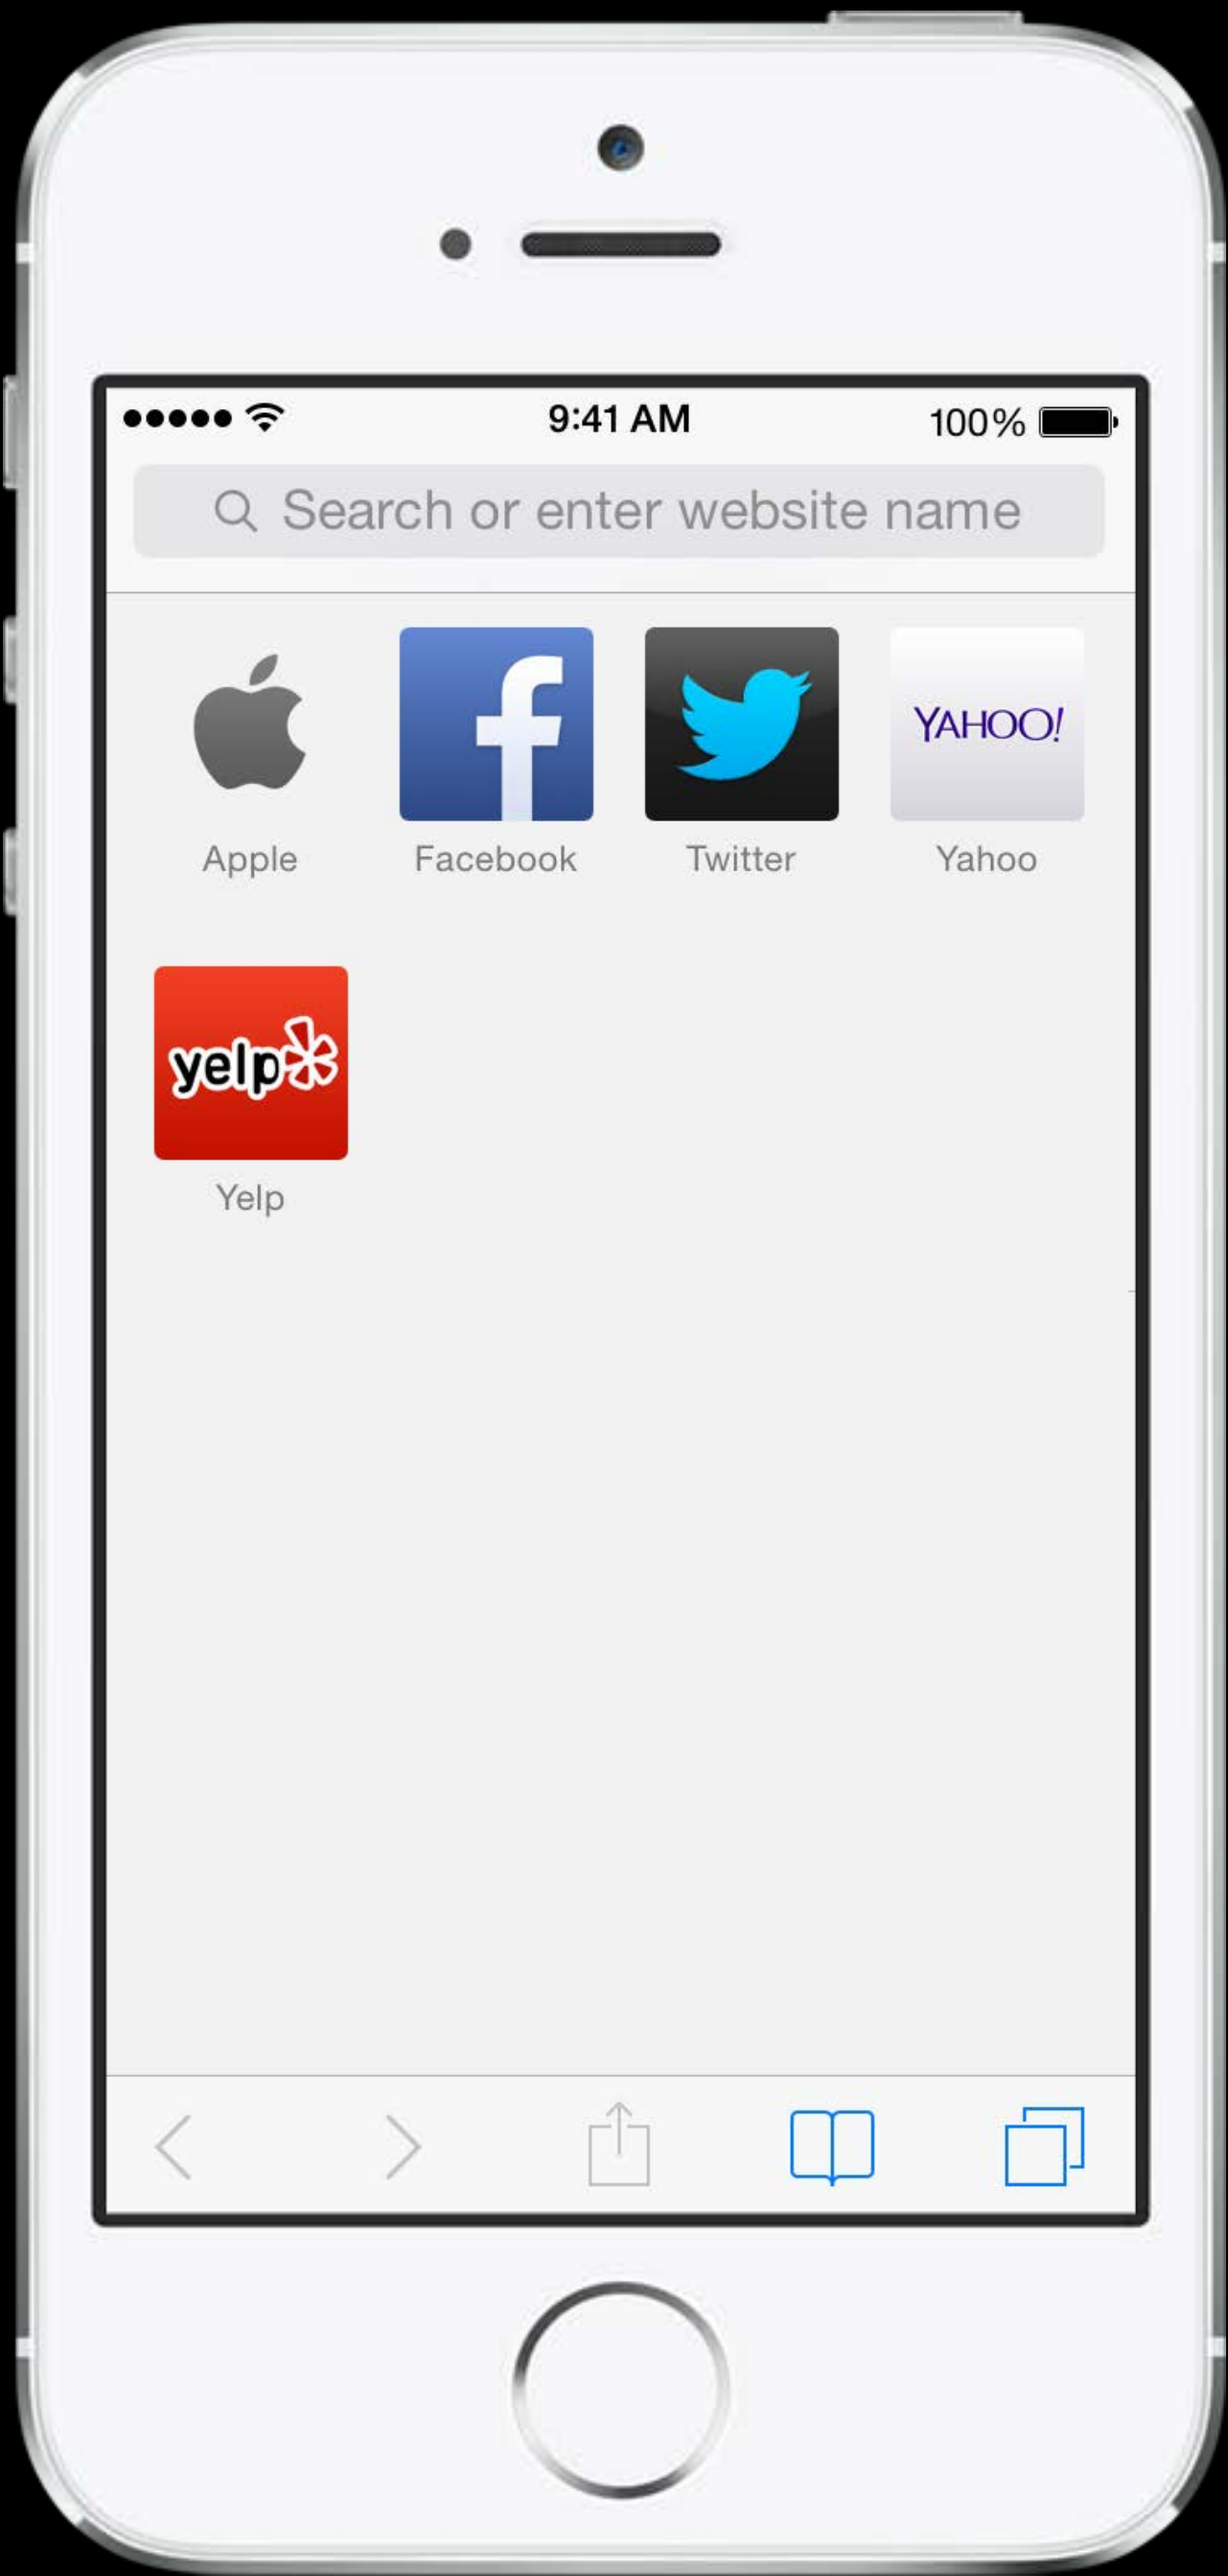 9:41 AM 100%
Search or enter website name
YAHOO!
Apple Facebook Twitter Yahoo
yelp
Yelp